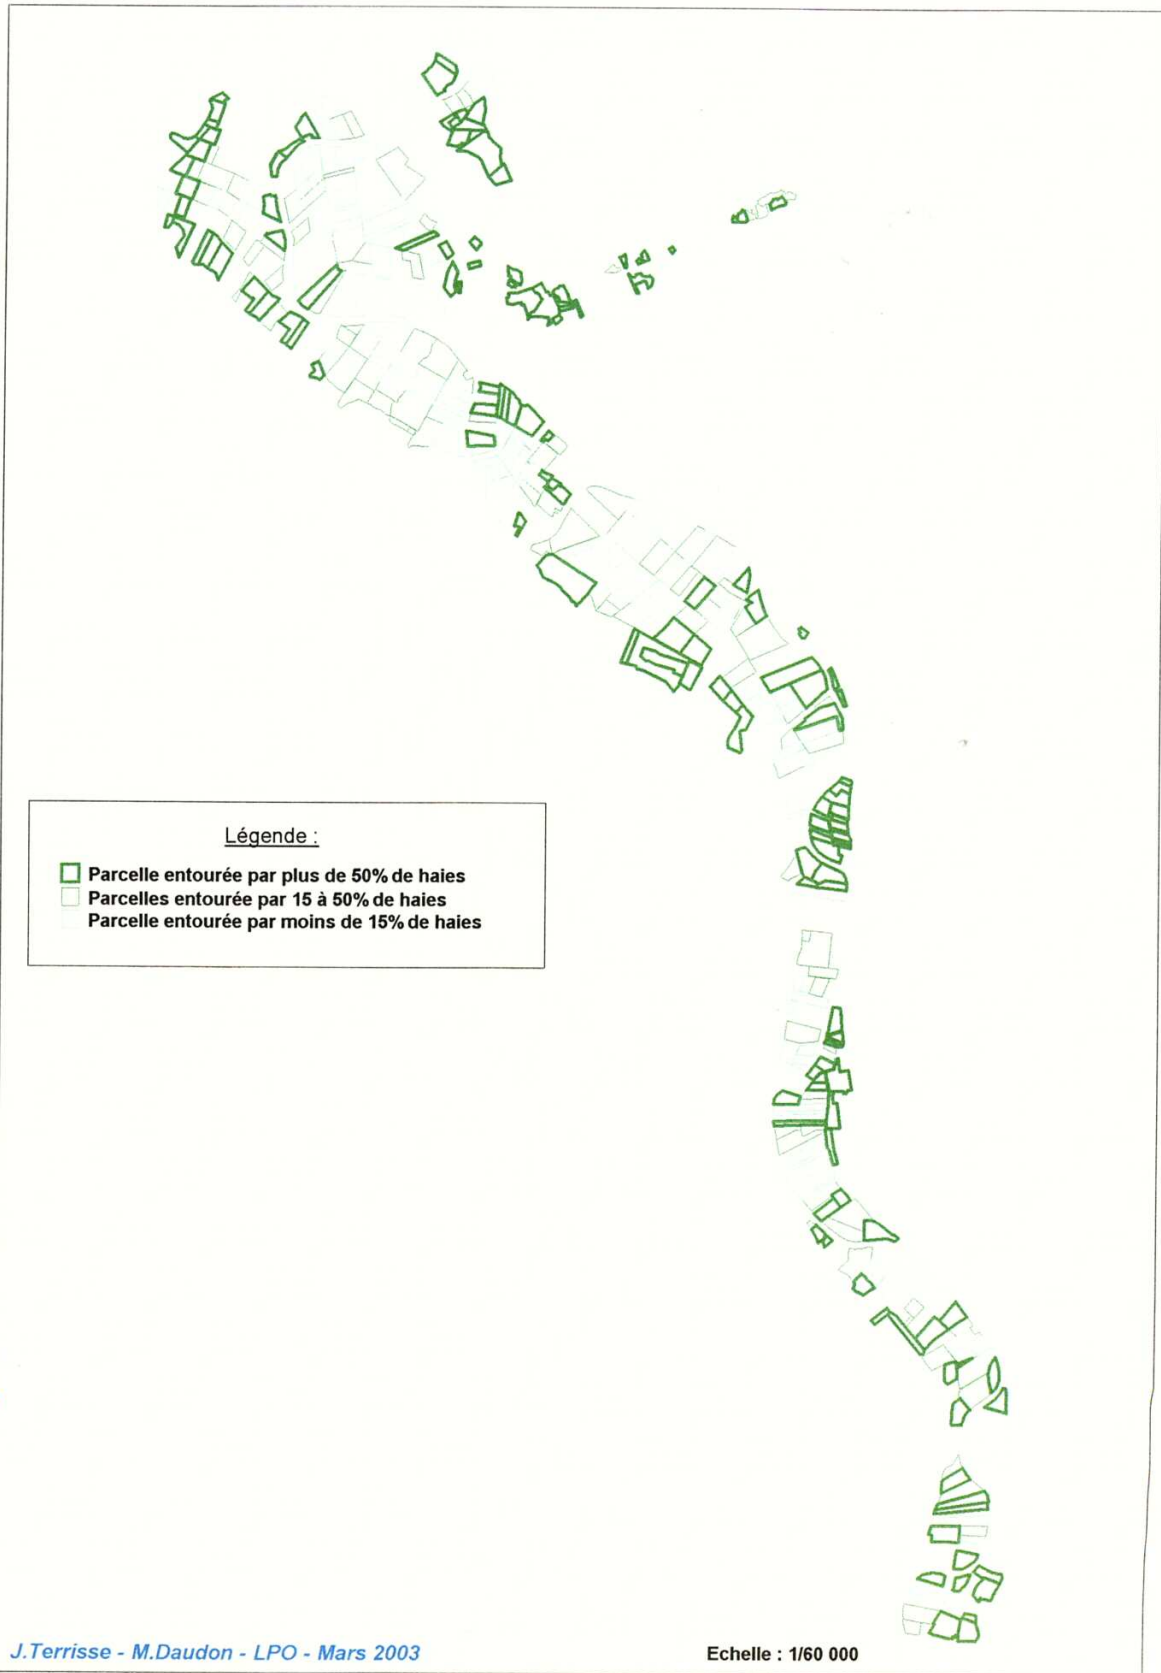 Légende :
Parcelle entourée par plus de 50% de haies
Parcelles entourée par 15 à 50% de haies
Parcelle entourée par moins de 15% de haies
J.Terrisse - M.Daudon - LPO - Mars 2003
Echelle : 1/60 000